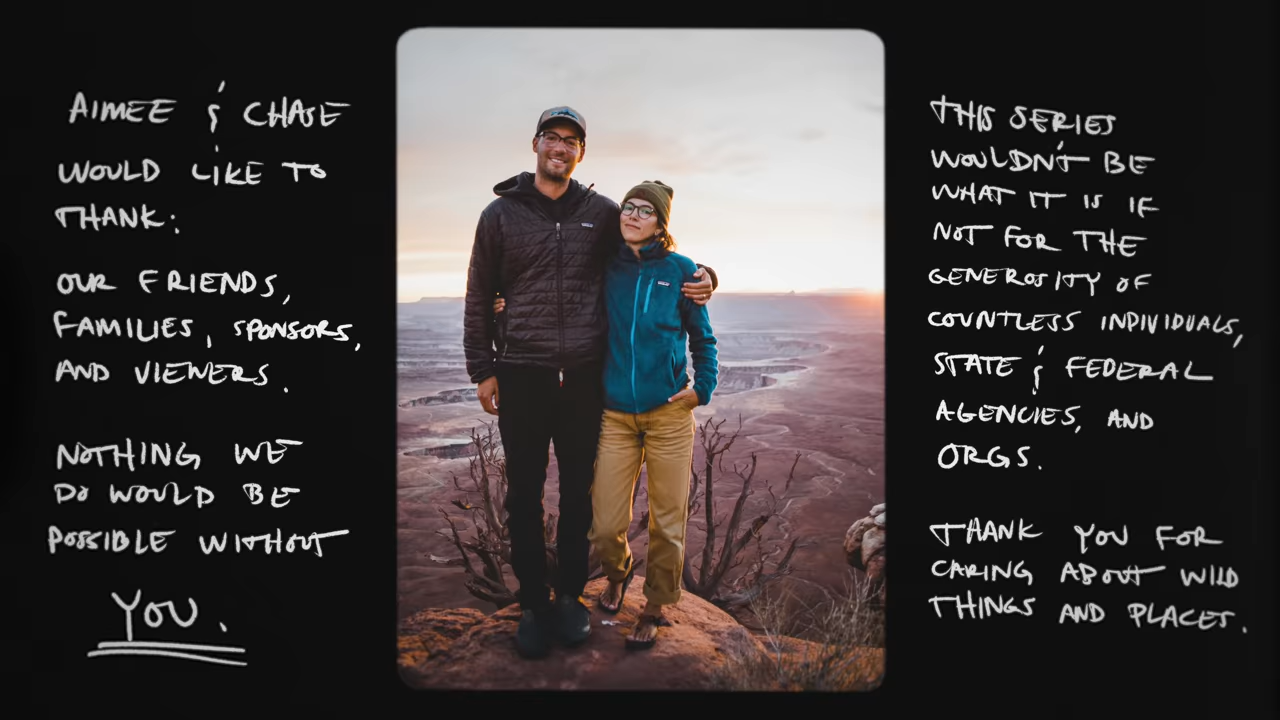 AIMEE & CHASE
WOULD LIKE TO
THANK:
OUR FRIENDS,
FAMILIES, SPONSORS,
AND VIEWERS.
NOTHING WE
DO WOULD BE
POSSIBLE WITHOUT
YOU.
THIS SERIES
WOULDN'T BE
WHAT IT IS IF
NOT FOR THE
GENEROSITY OF
COUNTLESS INDIVIDUALS,
STATE & FEDERAL
AGENCIES, AND
ORGS.
THANK YOU FOR
CARING ABOUT WILD
THINGS AND PLACES.